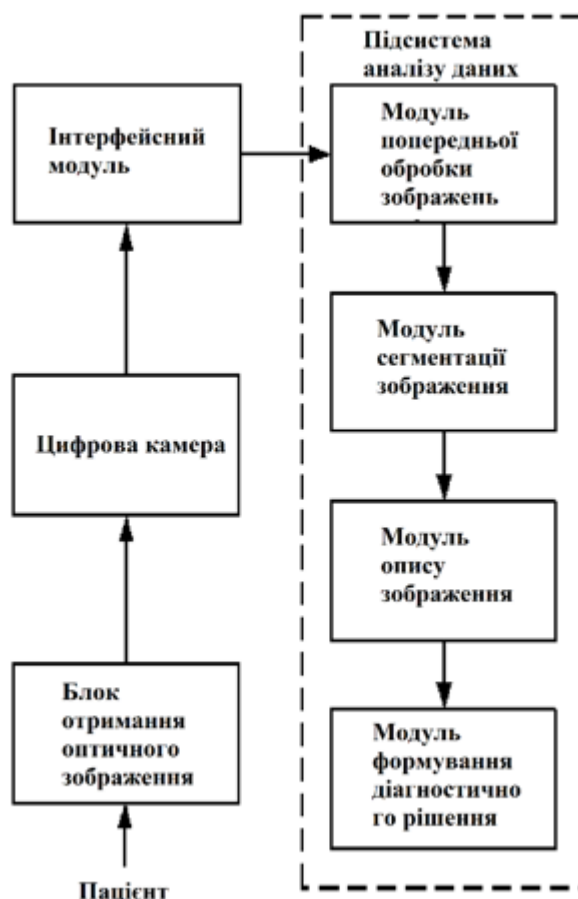 Підсистема
аналізу даних
Інтерфейсний
модуль
Модуль
попередньої
обробки
зображень
Модуль
сегментації
зображення
Цифрова камера
Модуль
опису
зображення
Блок
отримання
оптичного
зображення
Модуль
формування
діагностично
го рішення
Пацієнт